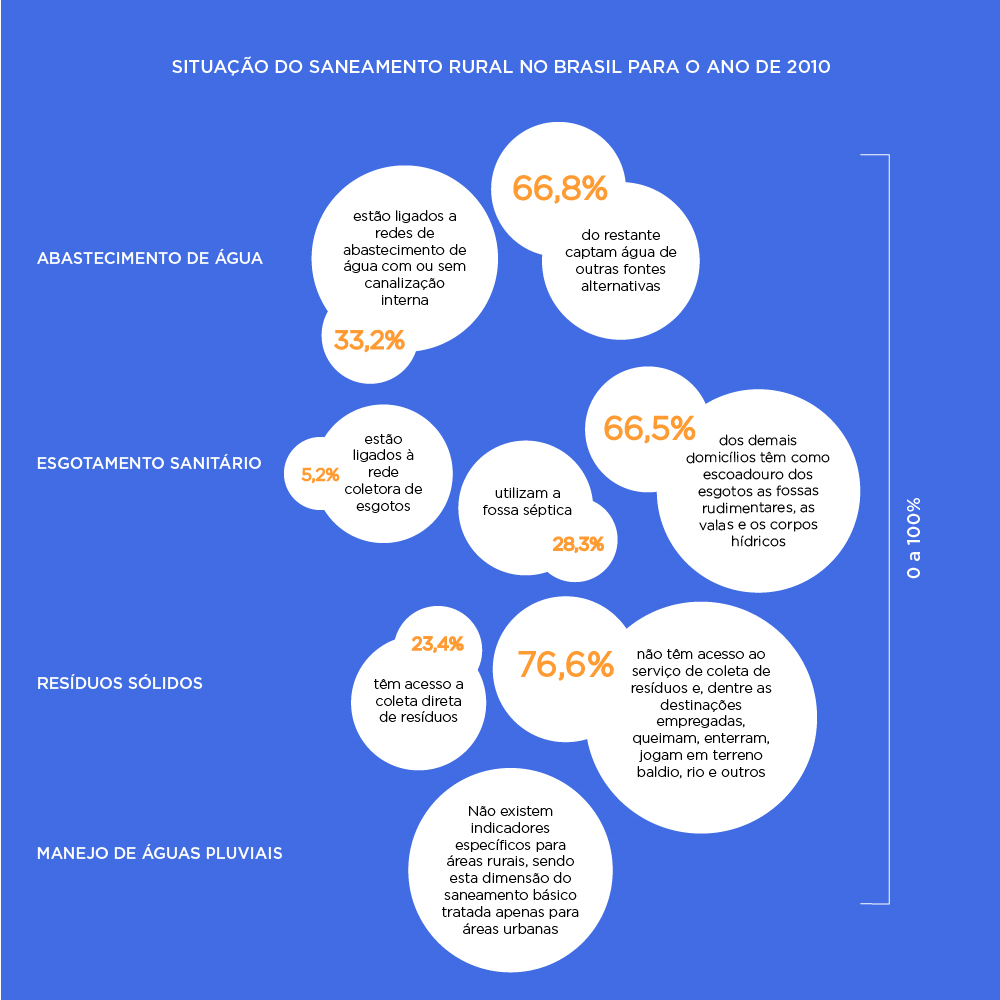 SITUAÇÃO DO SANEAMENTO RURAL NO BRASIL PARA O ANO DE 2010
ABASTECIMENTO DE ÁGUA
estão ligados a
redes de
abastecimento de
água com ou sem
canalização
interna
33,2%
66,8%
do restante
captam água de
outras fontes
alternativas
ESGOTAMENTO SANITÁRIO
5,2%
estão
ligados à
rede
coletora de
esgotos
utilizam a
fossa séptica
28,3%
66,5%
dos demais
domicílios têm como
escoadouro dos
esgotos as fossas
rudimentares, as
valas e os corpos
hídricos
RESÍDUOS SÓLIDOS
23,4%
têm acesso a
coleta direta
de resíduos
76,6%
não têm acesso ao
serviço de coleta de
resíduos e, dentre as
destinações
empregadas,
queimam, enterram,
jogam em terreno
baldio, rio e outros
MANEJO DE ÁGUAS PLUVIAIS
Não existem
indicadores
específicos para
áreas rurais, sendo
esta dimensão do
saneamento básico
tratada apenas para
áreas urbanas
0 a 100%